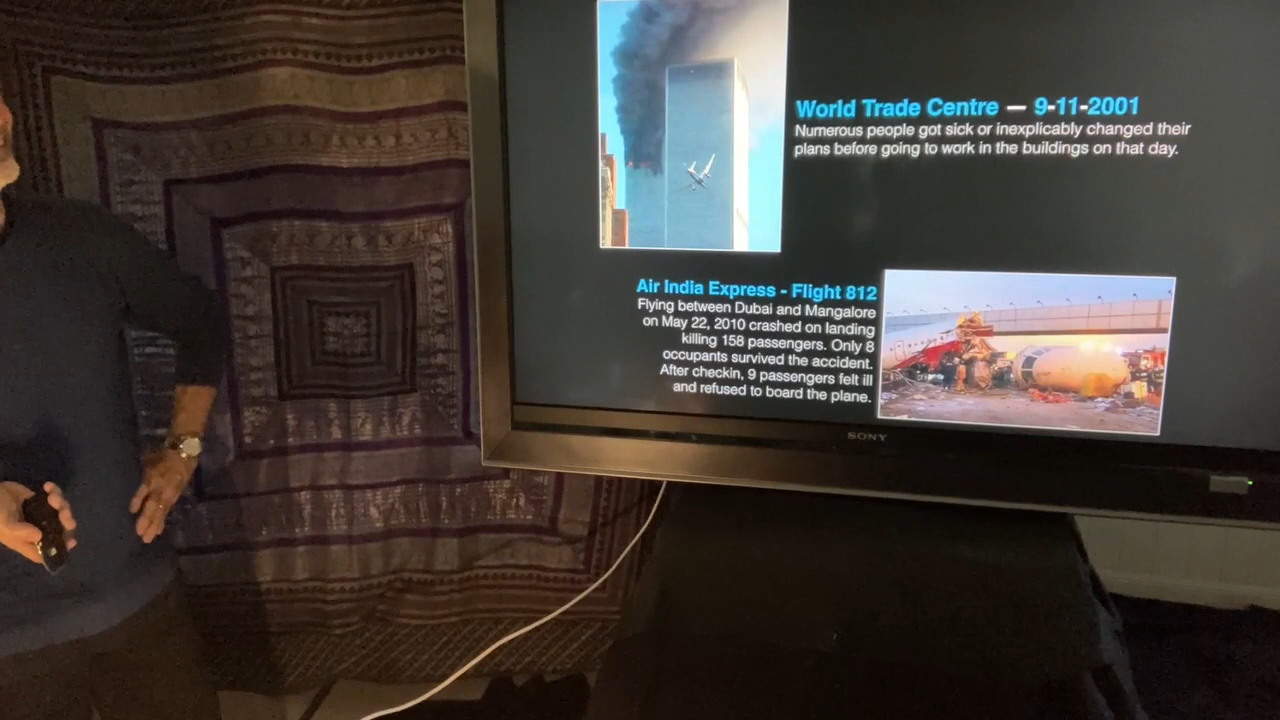 World Trade Centre — 9-11-2001
Numerous people got sick or inexplicably changed their
plans before going to work in the buildings on that day.
Air India Express - Flight 812
Flying between Dubai and Mangalore
on May 22, 2010 crashed on landing
killing 158 passengers. Only 8
occupants survived the accident.
After checkin, 9 passengers felt ill
and refused to board the plane.
SONY